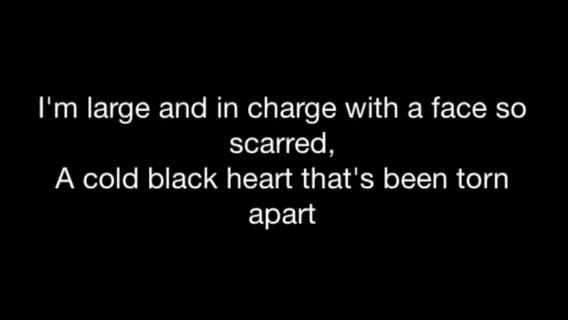 I'm large and in charge with a face so
scarred,
A cold black heart that's been torn
apart